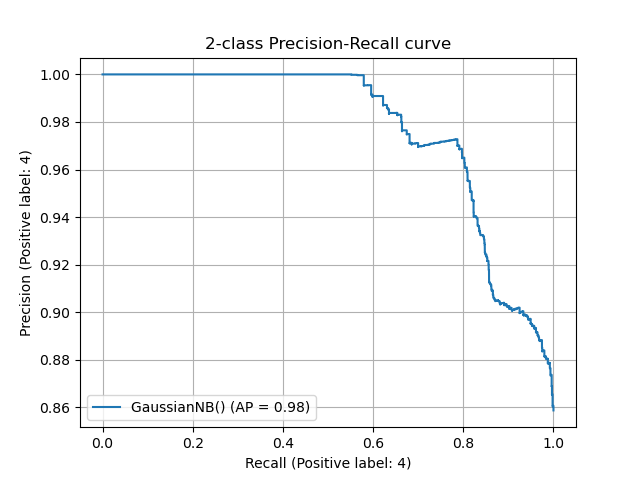 2-class Precision-Recall curve
1.00
0.98
0.96
0.94
0.92
0.90
0.88
0.86
Precision (Positive label: 4)
GaussianNB() (AP = 0.98)
0.0 0.2 0.4 0.6 0.8 1.0
Recall (Positive label: 4)